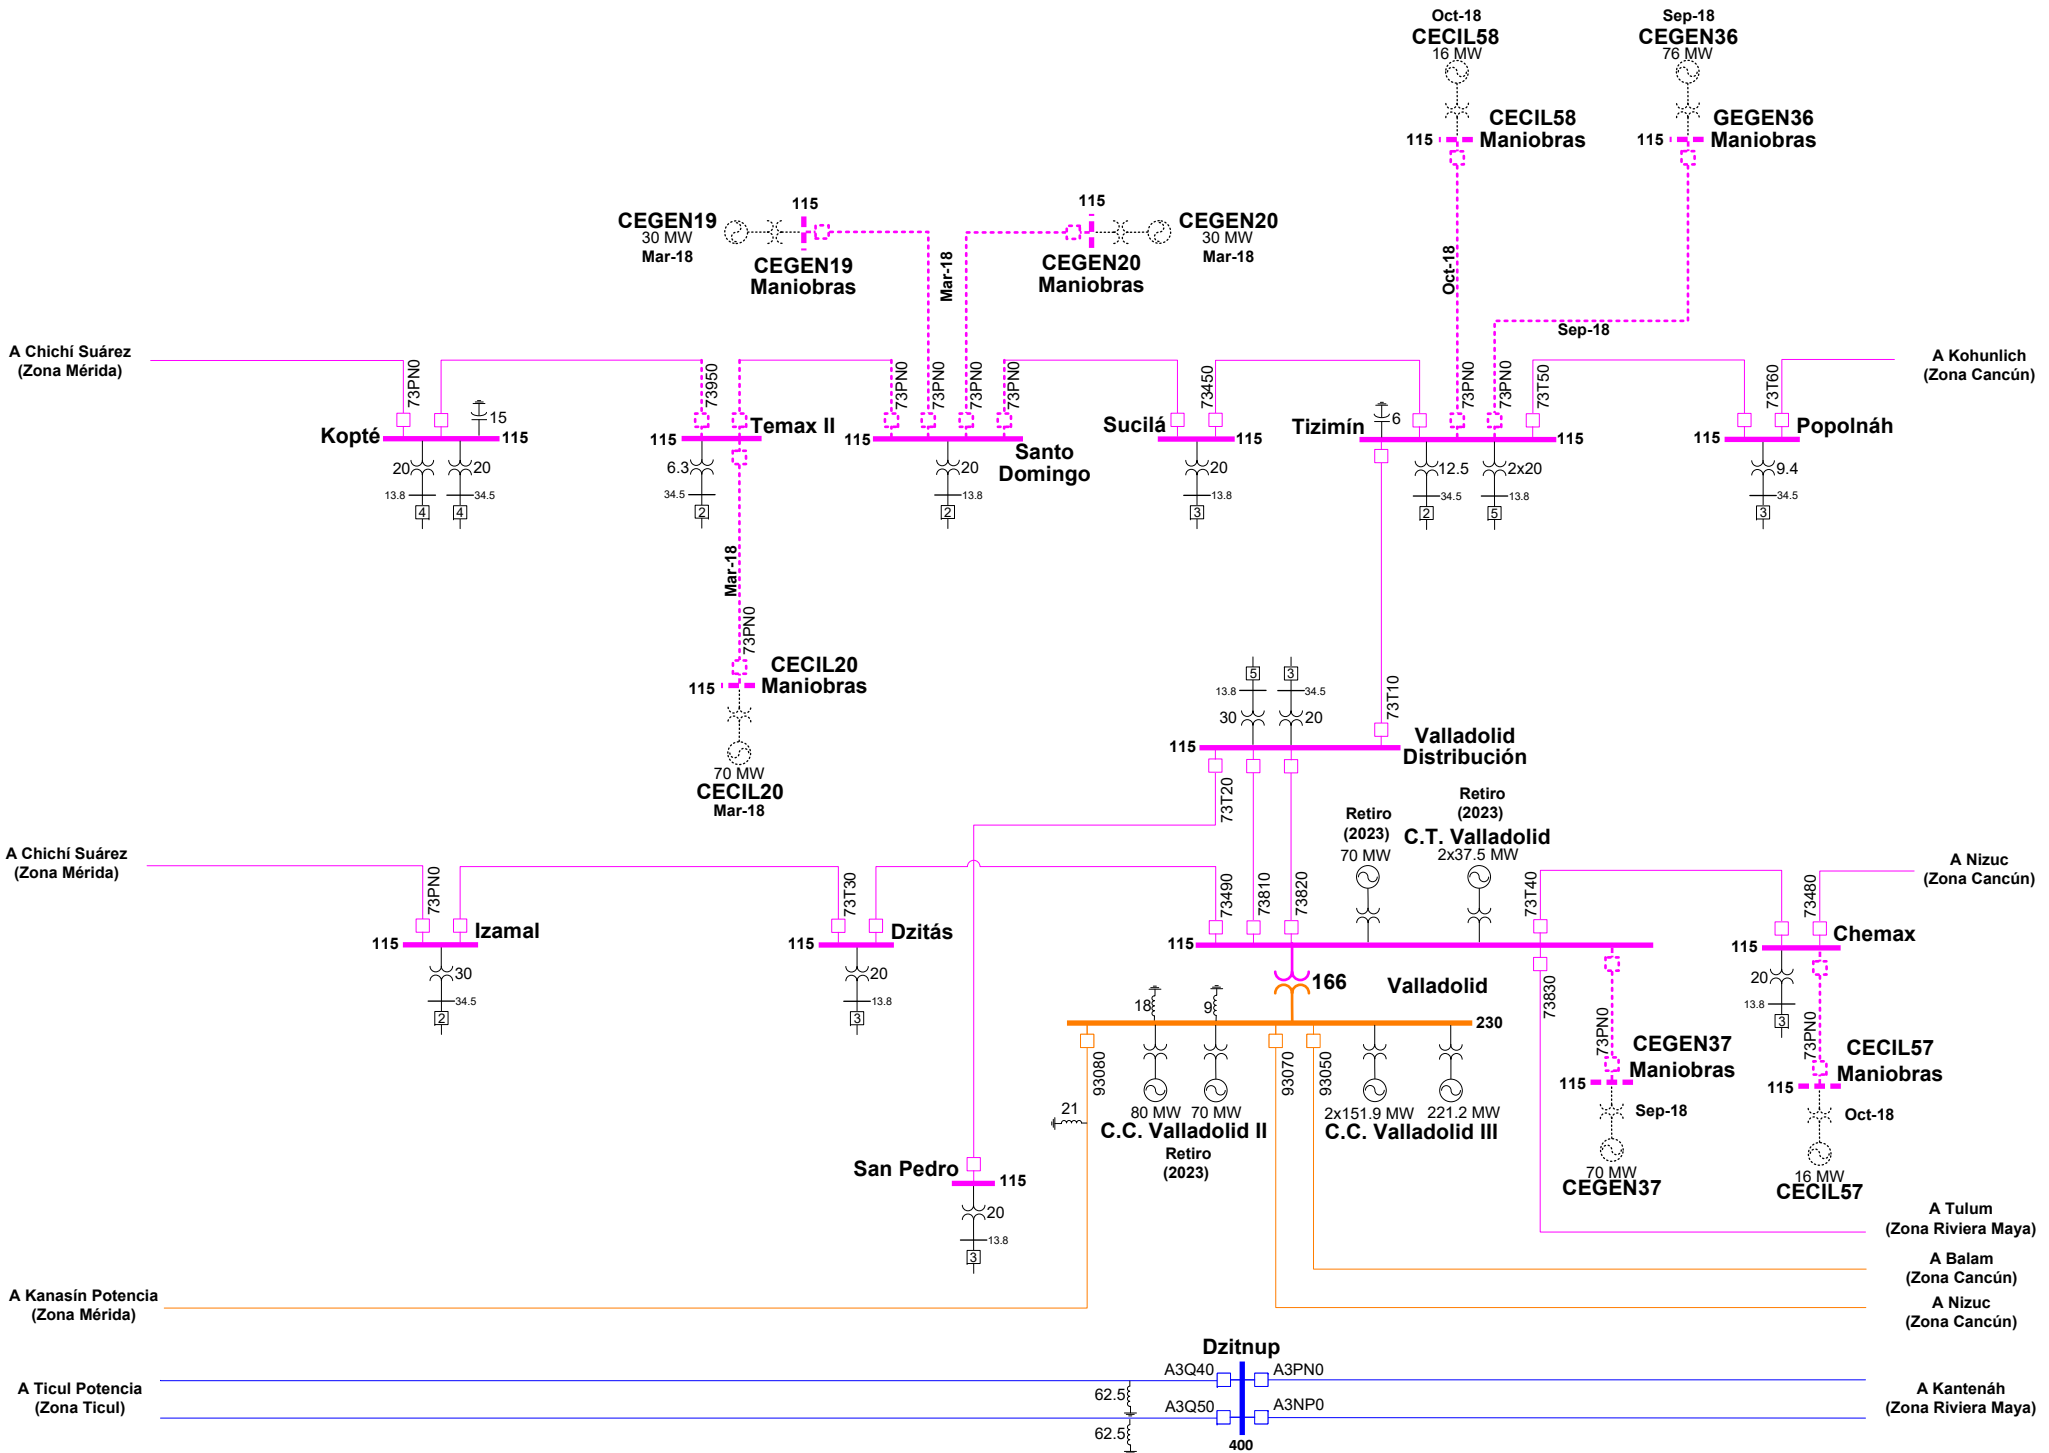 Oct-18
CECIL58
16 MW
Sep-18
CEGEN36
76 MW
CECIL58
Maniobras
115
GEGEN36
Maniobras
115
CEGEN19
30 MW
Mar-18
115
CEGEN19
Maniobras
115
CEGEN20
30 MW
Mar-18
CEGEN20
Maniobras
Mar-18
Oct-18
Sep-18
A Chichí Suárez
(Zona Mérida)
73PN0
15
Kopté
115
20
20
13.8
34.5
4
4
73950
Temax II
115
6.3
34.5
2
73PN0
73PN0
73PN0
73PN0
115
Santo
Domingo
20
13.8
2
73450
Sucilá
115
20
13.8
3
73PN0
73PN0
73T50
6
Tizimín
115
12.5
2x20
34.5
13.8
2
5
73T60
A Kohunlich
(Zona Cancún)
Popolnáh
115
9.4
34.5
3
Mar-18
73PN0
CECIL20
Maniobras
115
70 MW
CECIL20
Mar-18
5
3
13.8
34.5
30
20
73T10
115
Valladolid
Distribución
73T20
A Chichí Suárez
(Zona Mérida)
73PN0
Izamal
115
30
34.5
2
73T30
Dzitás
115
20
13.8
3
73490
73810
73820
Retiro
(2023)
70 MW
Retiro
(2023)
C.T. Valladolid
2x37.5 MW
73T40
115
166
Valladolid
73830
73480
A Nizuc
(Zona Cancún)
Chemax
115
20
13.8
3
73PN0
CECIL57
Maniobras
115
Oct-18
16 MW
CECIL57
73PN0
CEGEN37
Maniobras
115
Sep-18
70 MW
CEGEN37
18
9
230
93080
93070
93050
21
80 MW
70 MW
C.C. Valladolid II
Retiro
(2023)
2x151.9 MW
221.2 MW
C.C. Valladolid III
San Pedro
115
20
13.8
3
A Tulum
(Zona Riviera Maya)
A Balam
(Zona Cancún)
A Kanasín Potencia
(Zona Mérida)
A Nizuc
(Zona Cancún)
Dzitnup
A3Q40
A3PN0
62.5
A Ticul Potencia
(Zona Ticul)
A3Q50
A3NP0
A Kantenáh
(Zona Riviera Maya)
62.5
400